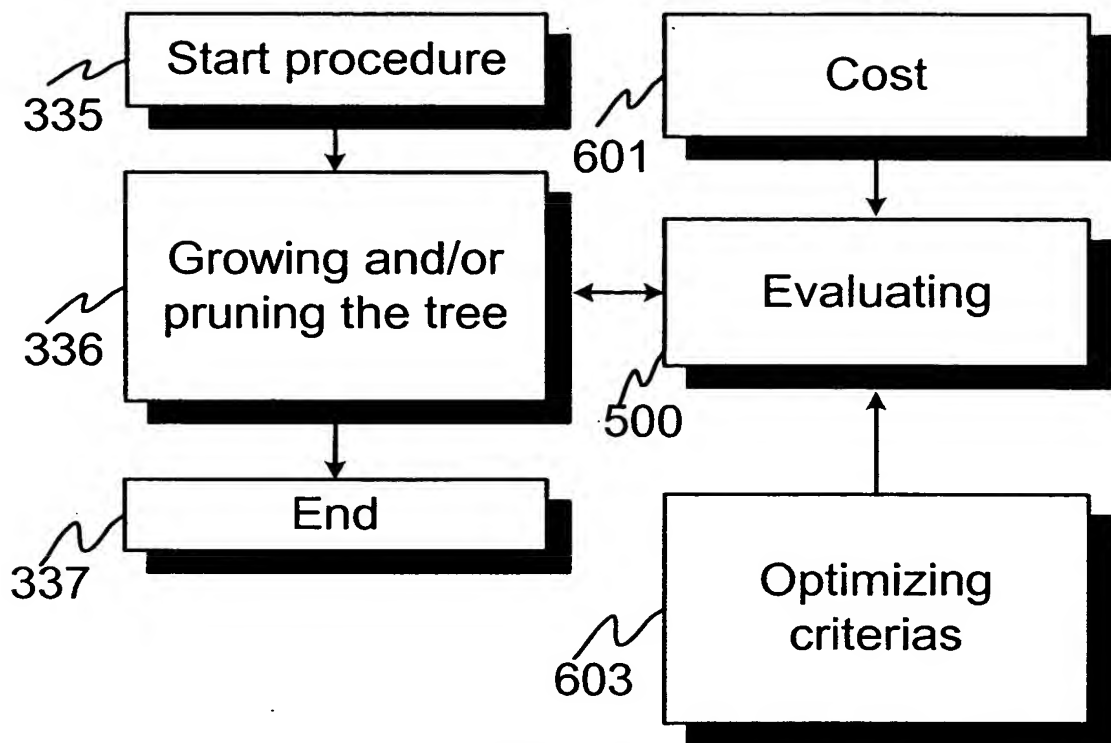 Start procedure
335
Growing and/or
pruning the tree
336
End
337
Cost
601
Evaluating
500
Optimizing
criterias
603